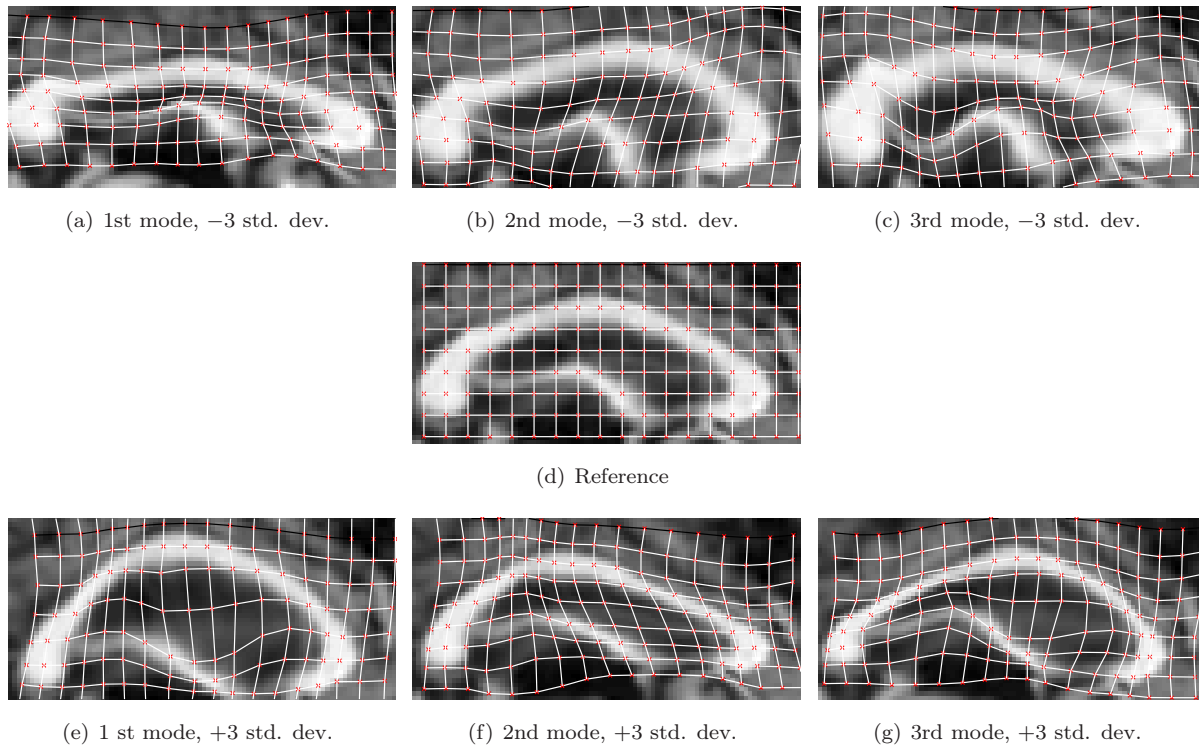 (a) 1st mode, −3 std. dev.
(b) 2nd mode, −3 std. dev.
(c) 3rd mode, −3 std. dev.
(d) Reference
(e) 1 st mode, +3 std. dev.
(f) 2nd mode, +3 std. dev.
(g) 3rd mode, +3 std. dev.